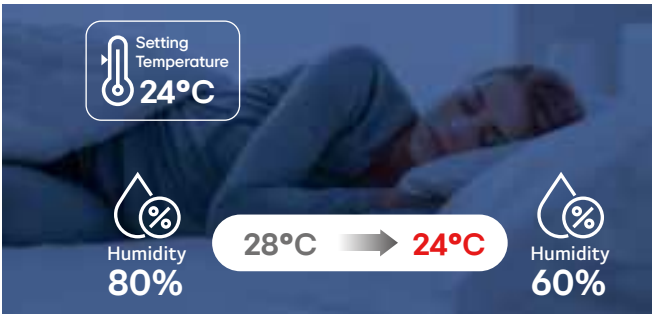 Setting
Temperature
24°C
%
Humidity
80%
28°C
24°C
%
Humidity
60%